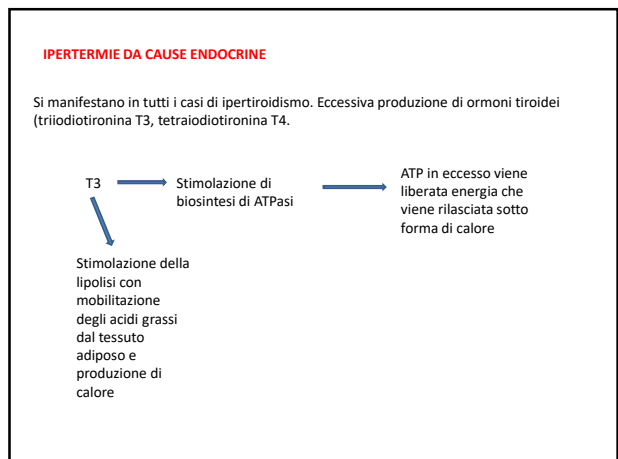 IPERTERMIE DA CAUSE ENDOCRINE
Si manifestano in tutti i casi di ipertiroidismo. Eccessiva produzione di ormoni tiroidei
(triiodiotironina T3, tetraiodiotironina T4.
T3
Stimolazione di
biosintesi di ATPasi
ATP in eccesso viene
liberata energia che
viene rilasciata sotto
forma di calore
Stimolazione della
lipolisi con
mobilitazione
degli acidi grassi
dal tessuto
adiposo e
produzione di
calore